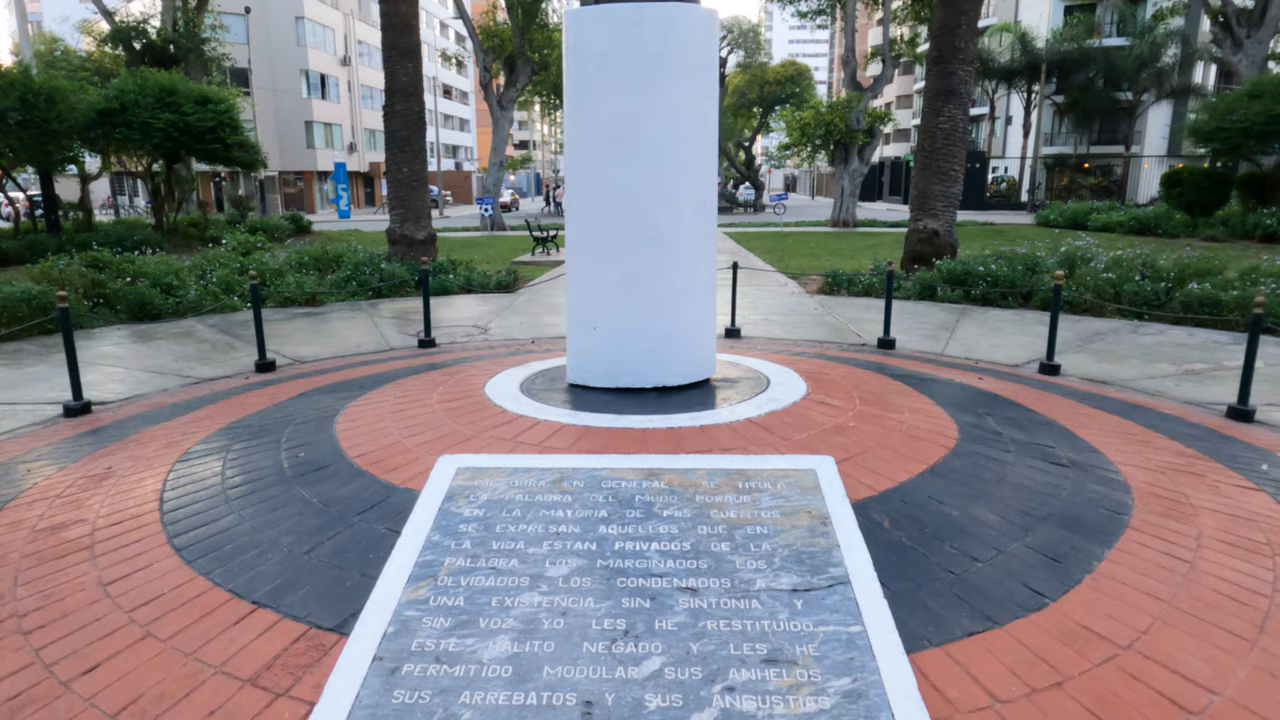 MI OBRA EN GENERAL SE TITULA
LA PALABRA DEL MUDO PORQUE
EN LA MAYORIA DE MIS CUENTOS
SE EXPRESAN AQUELLOS QUE EN
LA VIDA ESTAN PRIVADOS DE LA
PALABRA LOS MARGINADOS LOS
OLVIDADOS LOS CONDENADOS A
UNA EXISTENCIA SIN SINTONIA Y
SIN VOZ YO LES HE RESTITUIDO
ESTE HALITO NEGADO Y LES HE
PERMITIDO MODULAR SUS ANHELOS
SUS ARREBATOS Y SUS ANGUSTIAS